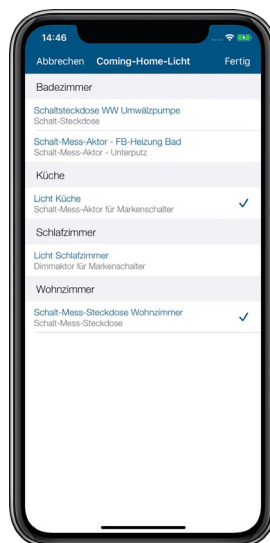 14:46
Abbrechen Coming-Home-Licht Fertig
Badezimmer
Schaltsteckdose WW Umwälzpumpe
Schalt-Steckdose
Schalt-Mess-Aktor - FB-Heizung Bad
Schalt-Mess-Aktor - Unterputz
Küche
Licht Küche
Schalt-Mess-Aktor für Markenschalter
Schlafzimmer
Licht Schlafzimmer
Dimmaktor für Markenschalter
Wohnzimmer
Schalt-Mess-Steckdose Wohnzimmer
Schalt-Mess-Steckdose